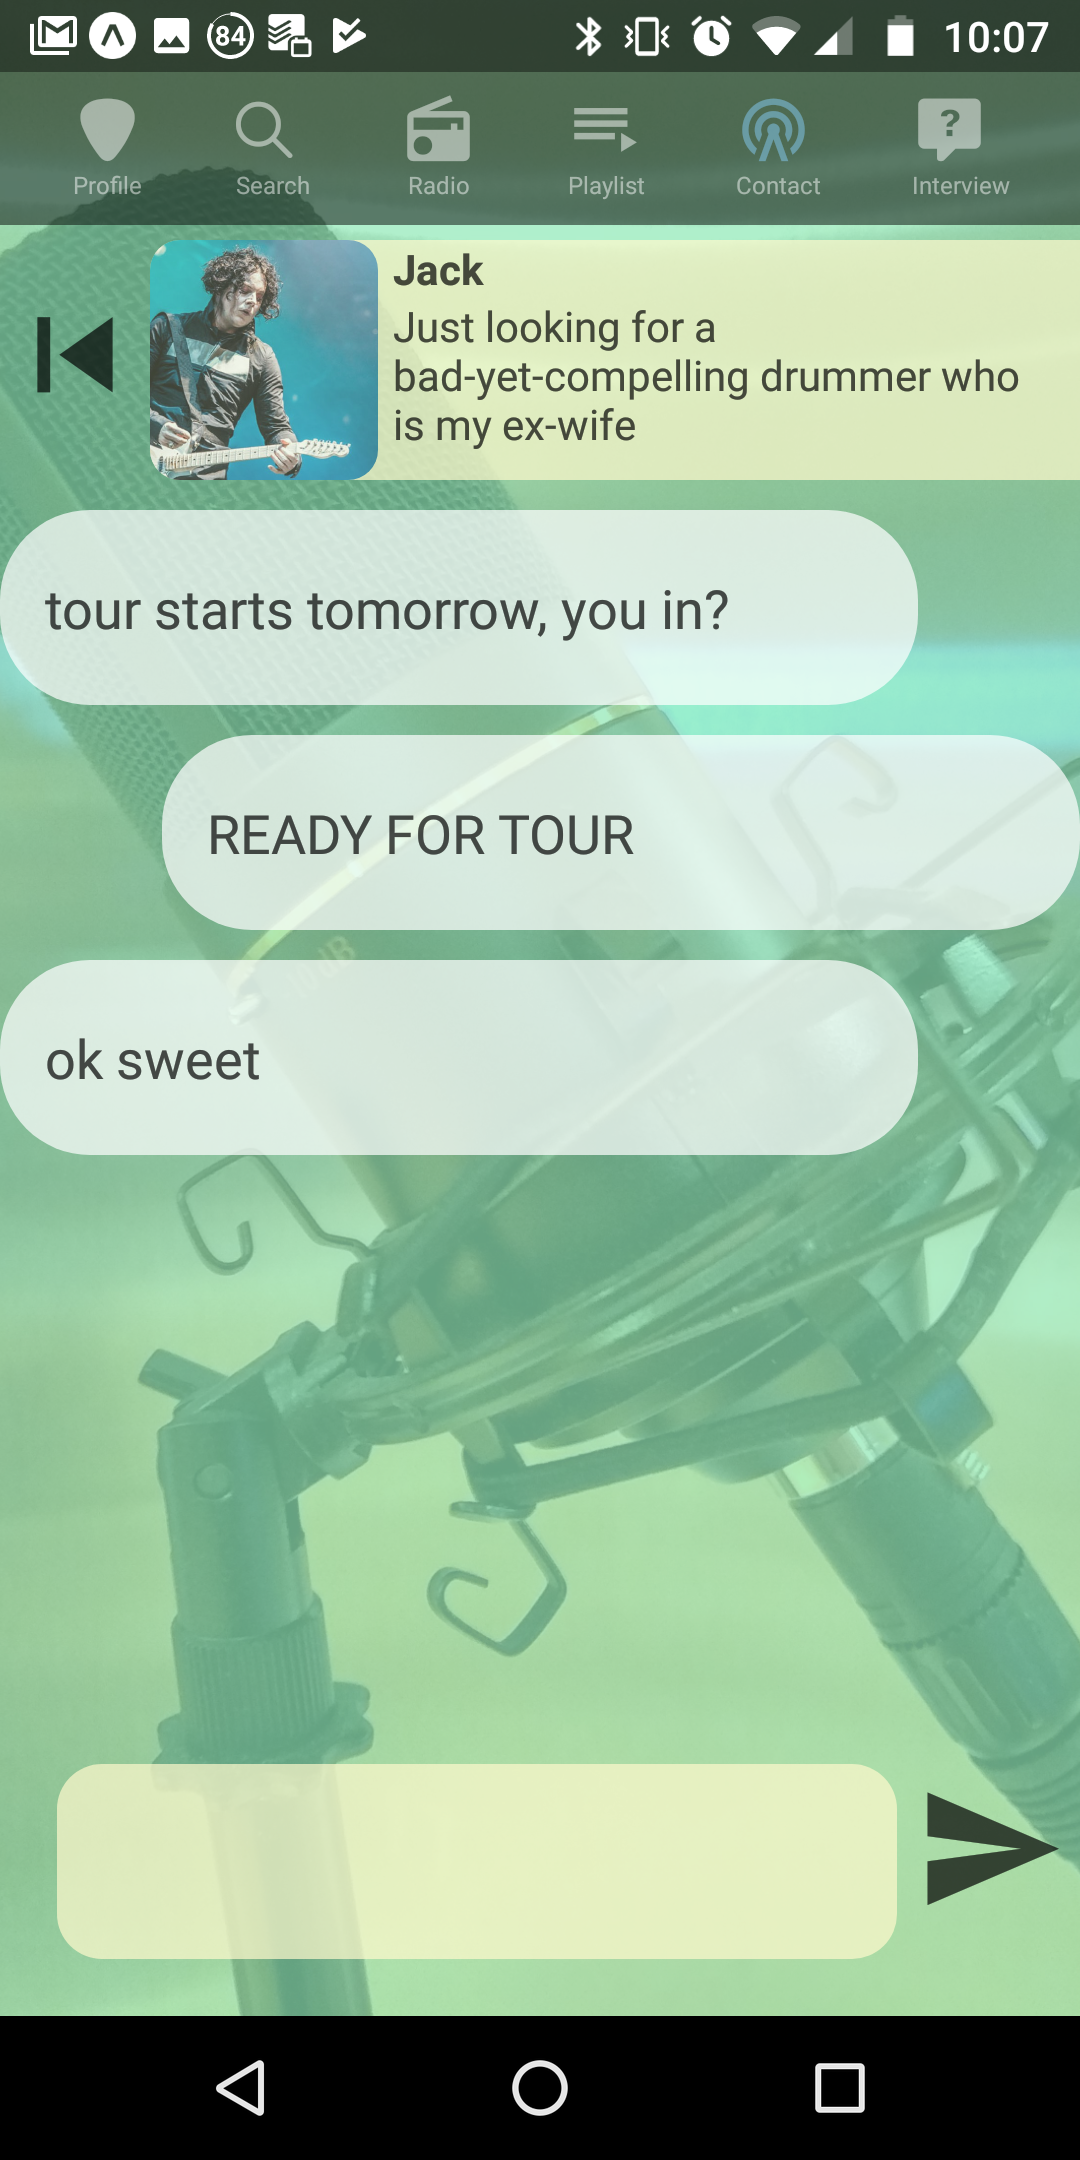 84 10:07
Profile Search Radio Playlist Contact ? Interview
Jack
Just looking for a
bad-yet-compelling drummer who
is my ex-wife
tour starts tomorrow, you in?
READY FOR TOUR
ok sweet